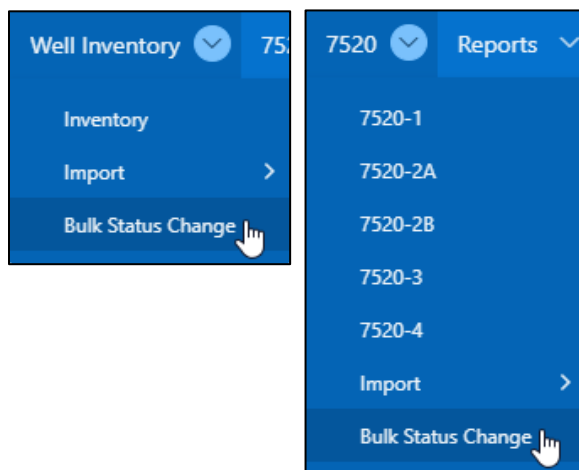 Well Inventory
Inventory
Import
Bulk Status Change
7520
Reports
7520-1
7520-2A
7520-2B
7520-3
7520-4
Import
Bulk Status Change